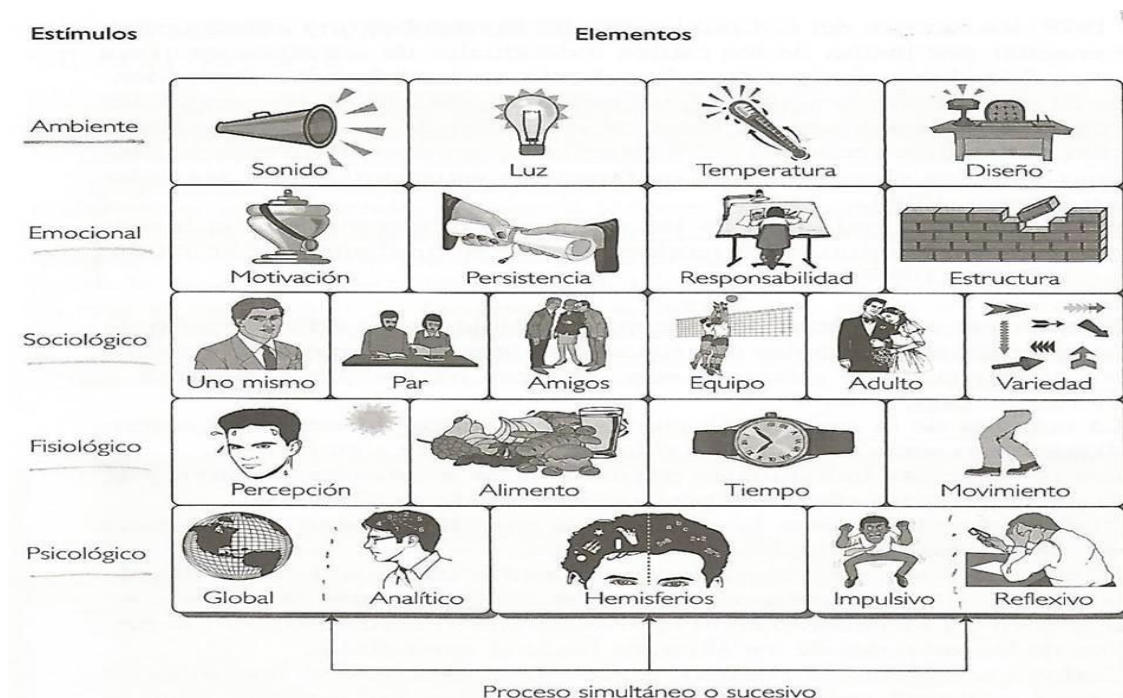 Estímulos Elementos
Ambiente
Sonido Luz Temperatura Diseño
Emocional
Motivación Persistencia Responsabilidad Estructura
Sociológico
Uno mismo Par Amigos Equipo Adulto Variedad
Fisiológico
Percepción Alimento Tiempo Movimiento
Psicológico
Global Analítico Hemisferios Impulsivo Reflexivo
Proceso simultáneo o sucesivo